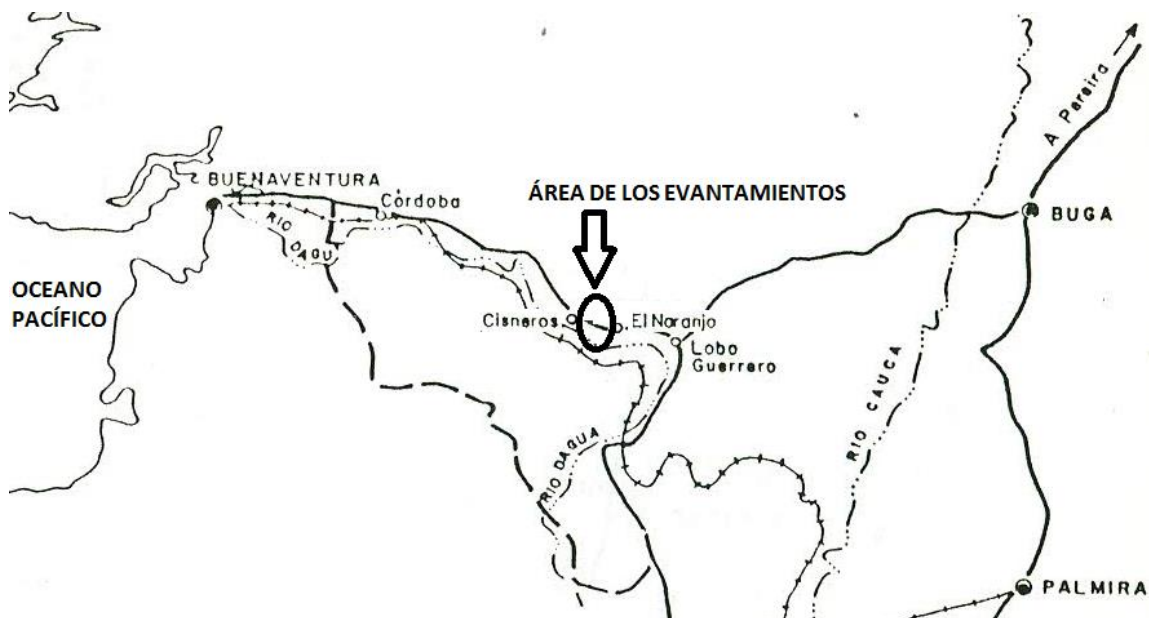 A Pereira
BUENAVENTURA
Córdoba
ÁREA DE LOS EVANTAMIENTOS
BUGA
RIO DAGU
OCEANO
PACÍFICO
Cisneros
El Naranjo
Lobo
Guerrero
RIO CAUCA
RIO DAGUA
PALMIRA